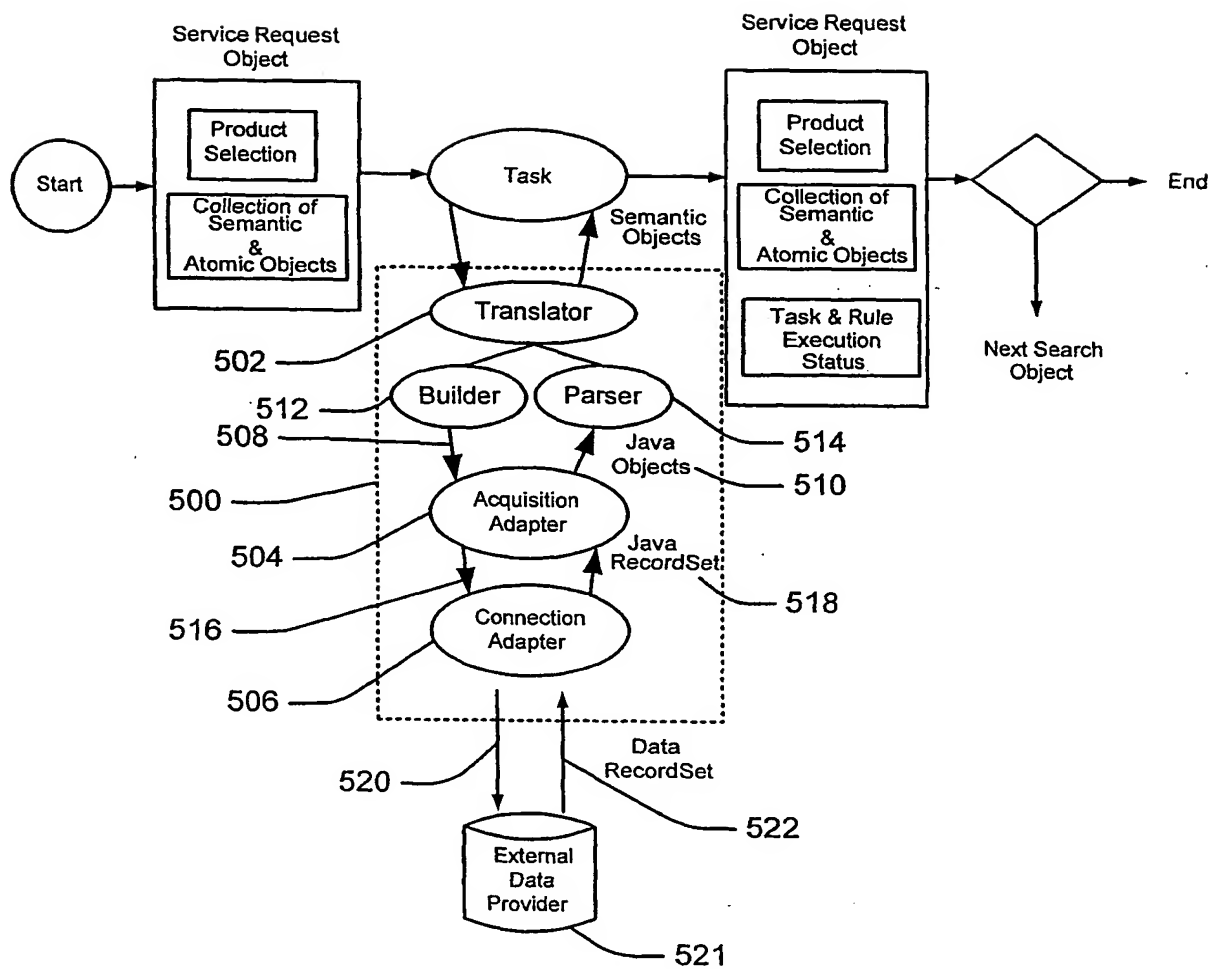 Service Request
Object
Service Request
Object
Start
Product
Selection
Collection of
Semantic
&
Atomic Objects
Task
Semantic
Objects
Product
Selection
Collection of
Semantic
&
Atomic Objects
Task & Rule
Execution
Status
End
Next Search
Object
Translator
502
Builder
Parser
512
508
514
Java
Objects
510
500
Acquisition
Adapter
504
Java
RecordSet
518
516
Connection
Adapter
506
Data
RecordSet
520
522
External
Data
Provider
521